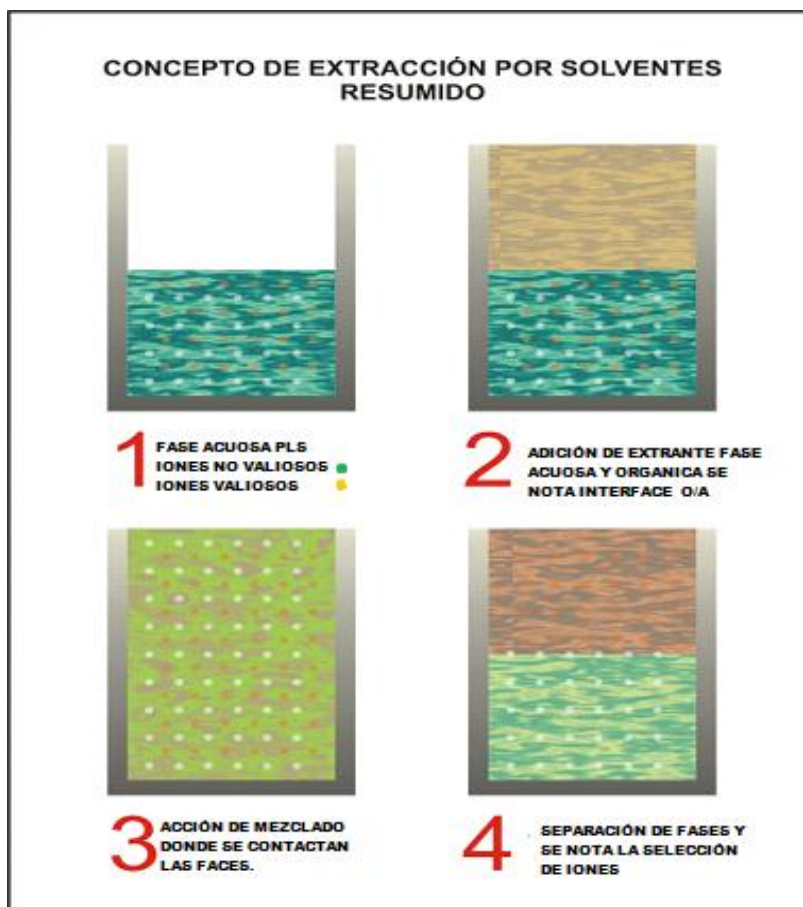 CONCEPTO DE EXTRACCIÓN POR SOLVENTES
RESUMIDO
1
FASE ACUOSA PLS
IONES NO VALIOSOS
IONES VALIOSOS
2
ADICIÓN DE EXTRANTE FASE
ACUOSA Y ORGANICA SE
NOTA INTERFACE O/A
3
ACCIÓN DE MEZCLADO
DONDE SE CONTACTAN
LAS FACES.
4
SEPARACIÓN DE FASES Y
SE NOTA LA SELECCIÓN
DE IONES